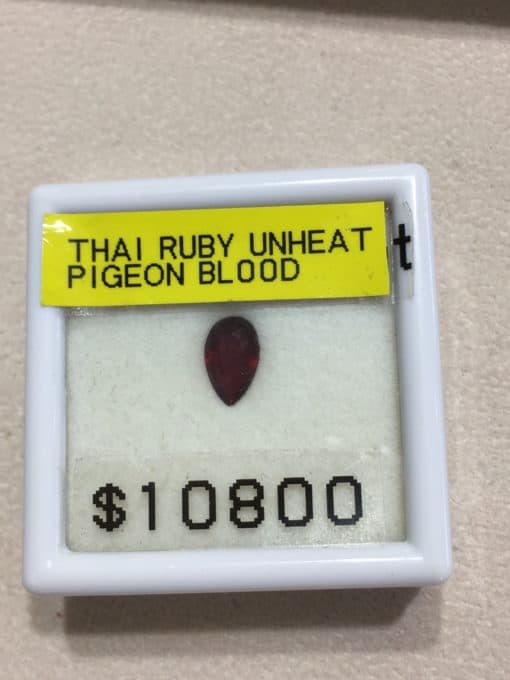 THAI RUBY UNHEAT t
PIGEON BLOOD
$10800